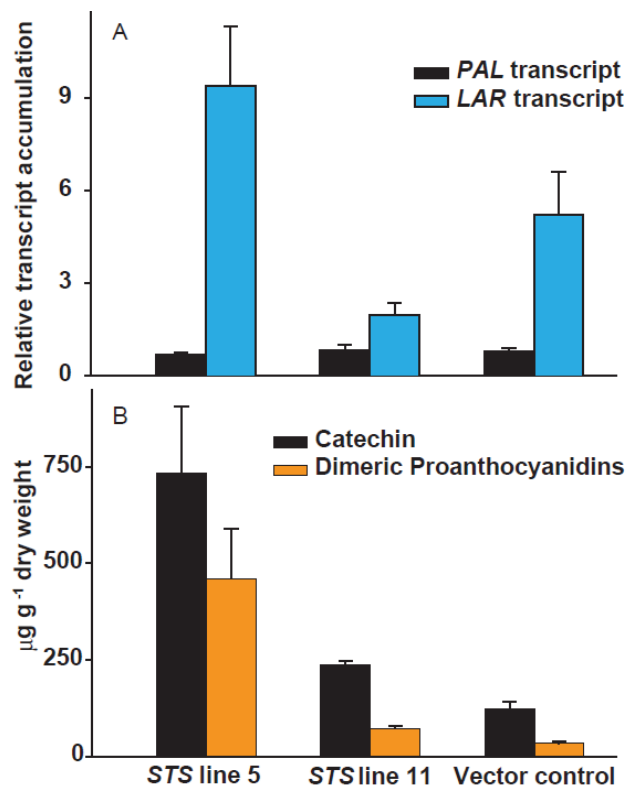 A
PAL transcript
LAR transcript
Relative transcript accumulation
9
6
3
0
B
Catechin
Dimeric Proanthocyanidins
µg g⁻¹ dry weight
750
500
250
0
STS line 5 STS line 11 Vector control